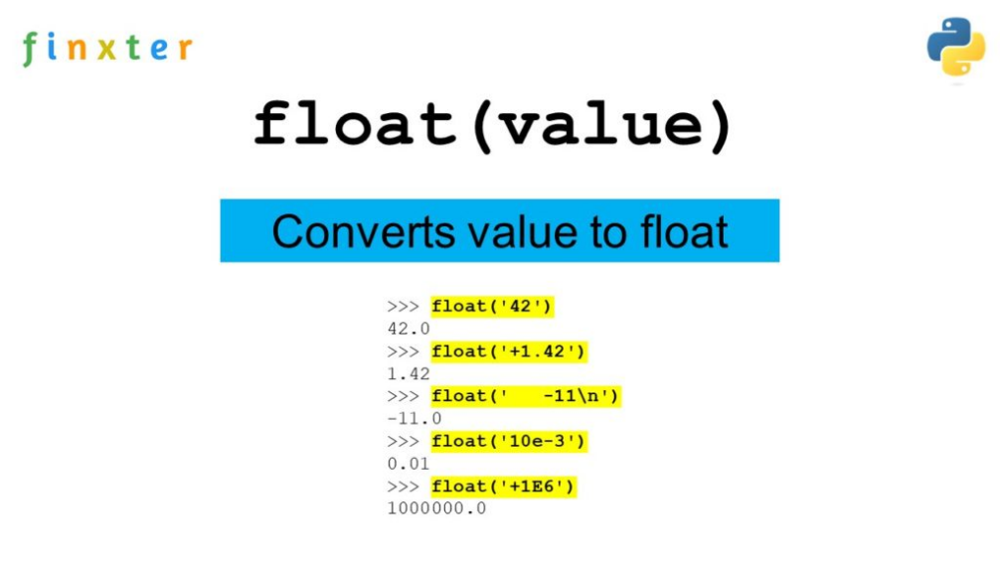 finxter
float(value)
Converts value to float
>>> float('42')
42.0
>>> float('+1.42')
1.42
>>> float('   -11\n')
-11.0
>>> float('10e-3')
0.01
>>> float('+1E6')
1000000.0